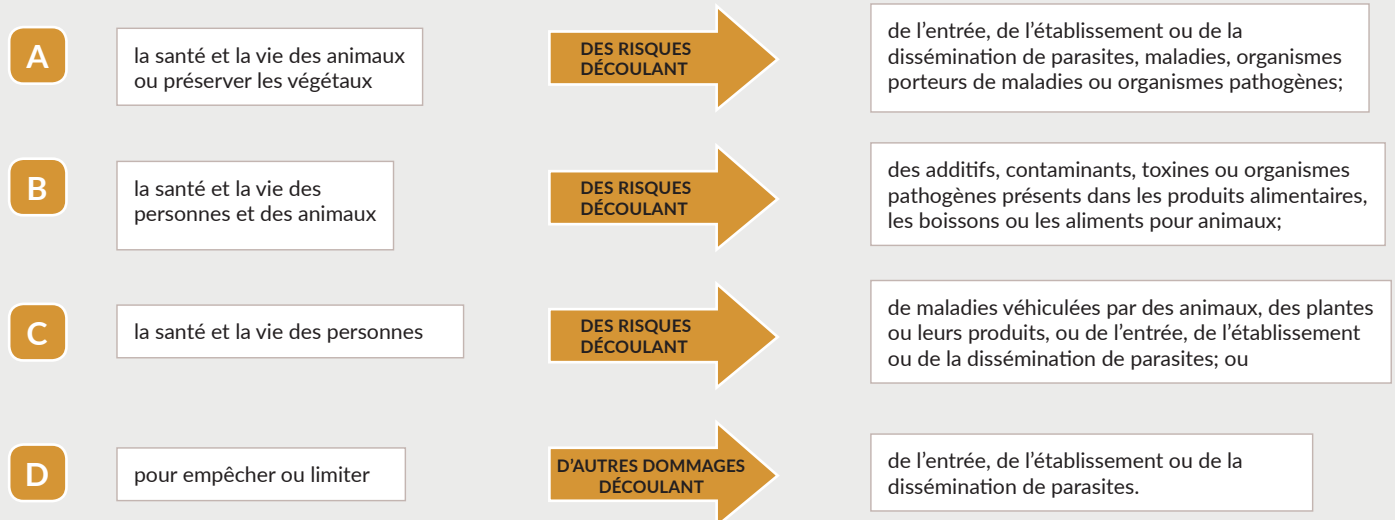 A
la santé et la vie des animaux
ou préserver les végétaux
DES RISQUES
DÉCOULANT
de l’entrée, de l’établissement ou de la
dissémination de parasites, maladies, organismes
porteurs de maladies ou organismes pathogènes;
B
la santé et la vie des
personnes et des animaux
DES RISQUES
DÉCOULANT
des additifs, contaminants, toxines ou organismes
pathogènes présents dans les produits alimentaires,
les boissons ou les aliments pour animaux;
C
la santé et la vie des personnes
DES RISQUES
DÉCOULANT
de maladies véhiculées par des animaux, des plantes
ou leurs produits, ou de l’entrée, de l’établissement
ou de la dissémination de parasites; ou
D
pour empêcher ou limiter
D’AUTRES DOMMAGES
DÉCOULANT
de l’entrée, de l’établissement ou de la
dissémination de parasites.